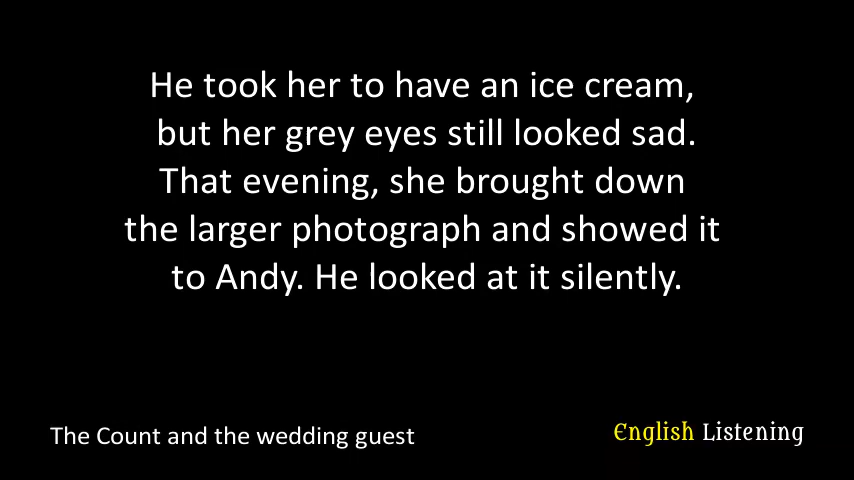 He took her to have an ice cream,
but her grey eyes still looked sad.
That evening, she brought down
the larger photograph and showed it
to Andy. He looked at it silently.
The Count and the wedding guest
English Listening